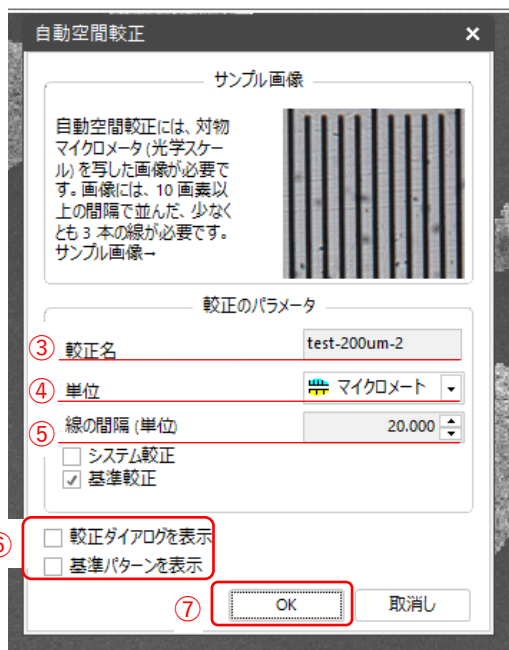 自動空間較正
サンプル画像
自動空間較正には、対物
マイクロメータ (光学スケー
ル) を写した画像が必要で
す。画像には、10 画素以
上の間隔で並んだ、少なく
とも 3 本の線が必要です。
サンプル画像→
較正のパラメータ
③ 較正名 test-200um-2
④ 単位 マイクロメート
⑤ 線の間隔 (単位) 20.000
システム較正
基準較正
⑥ 較正ダイアログを表示
基準パターンを表示
⑦ OK 取消し